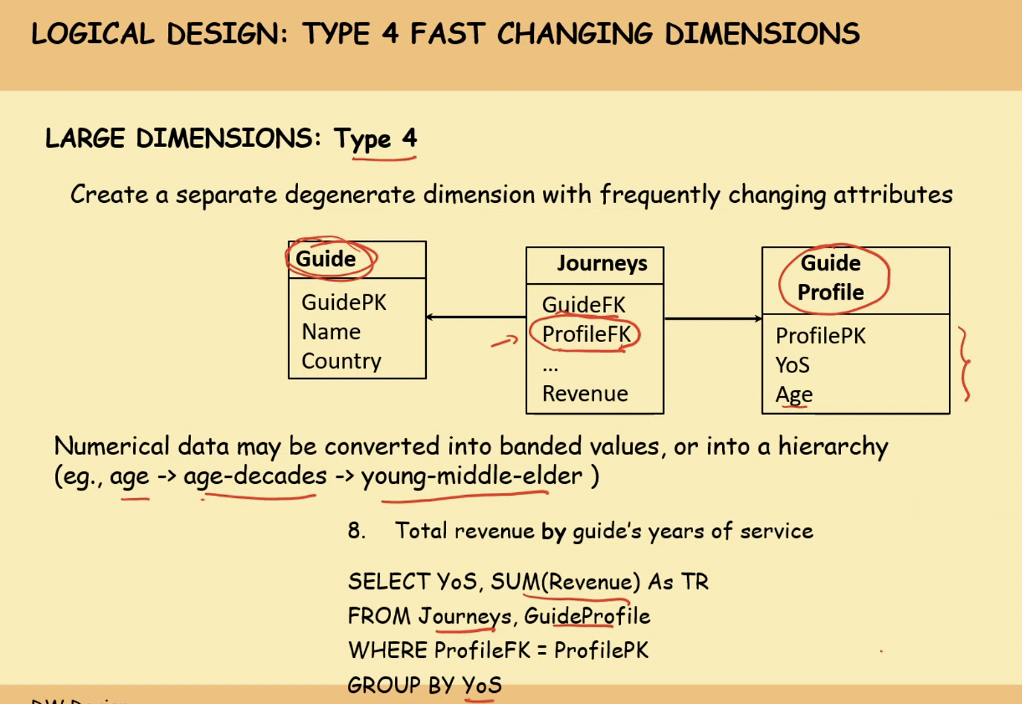 LOGICAL DESIGN: TYPE 4 FAST CHANGING DIMENSIONS
LARGE DIMENSIONS: Type 4
Create a separate degenerate dimension with frequently changing attributes
Guide
GuidePK
Name
Country
Journeys
GuideFK
ProfileFK
...
Revenue
Guide
Profile
ProfilePK
YoS
Age
Numerical data may be converted into banded values, or into a hierarchy
(eg., age -> age-decades -> young-middle-elder )
8. Total revenue by guide's years of service
SELECT YoS, SUM(Revenue) As TR
FROM Journeys, GuideProfile
WHERE ProfileFK = ProfilePK
GROUP BY YoS
DW Design